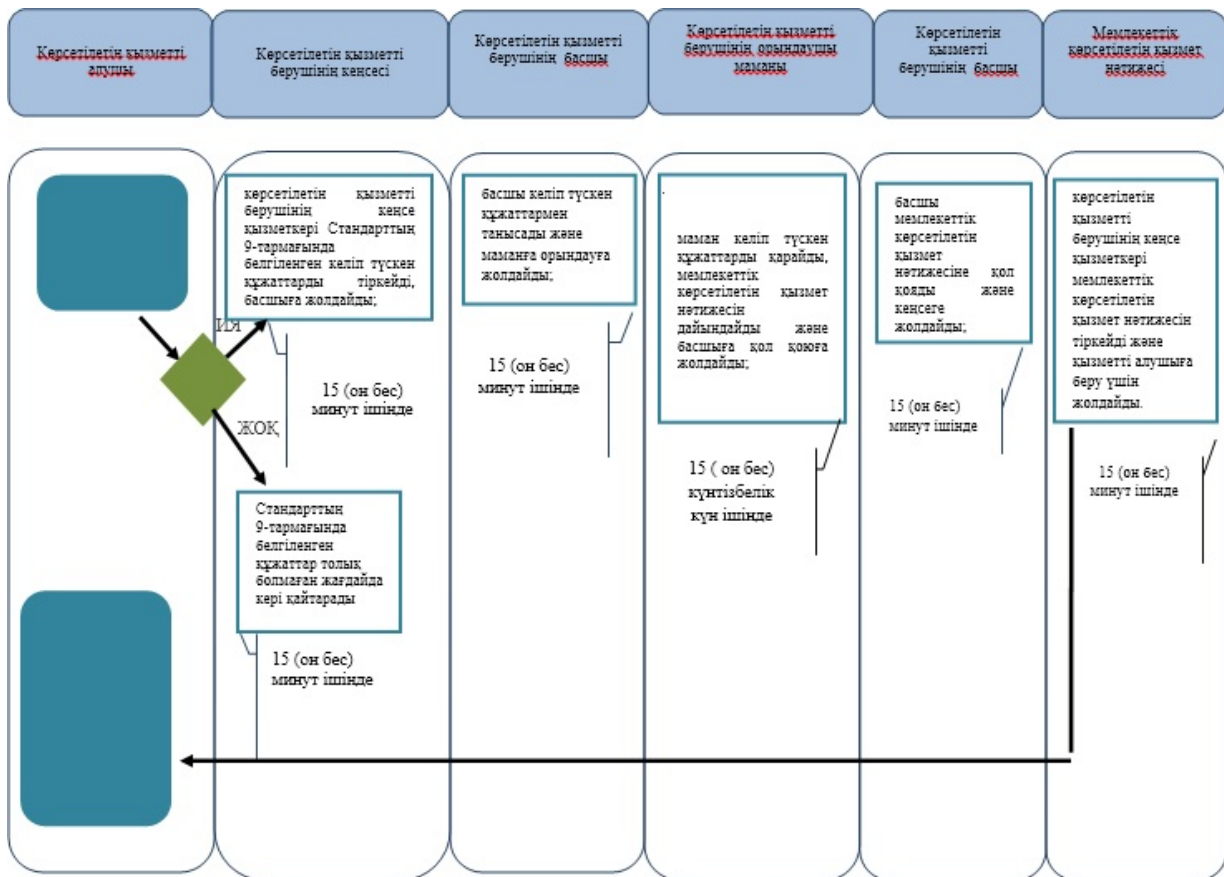 Көрсетілетін қызметті
алушы
Көрсетілетін қызметті
берушінің кеңсесі
Көрсетілетін қызметті
берушінің басшы
Көрсетілетін қызметті
берушінің орындаушы
маманы
Көрсетілетін
қызметті
берушінің басшы
Мемлекеттік
көрсетілетін қызмет
нәтижесі
көрсетілетін қызметті
берушінің кеңсе
қызметкері Стандарттың
9-тармағында
белгіленген келіп түскен
құжаттарды тіркейді,
басшыға жолдайды;
ИЯ
15 (он бес)
минут ішінде
ЖОҚ
Стандарттың
9-тармағында
белгіленген
құжаттар толық
болмаған жағдайда
кері қайтарады
15 (он бес)
минут ішінде
басшы келіп түскен
құжаттармен
танысады және
маманға орындауға
жолдайды;
15 (он бес)
минут ішінде
.
маман келіп түскен
құжаттарды қарайды,
мемлекеттік
көрсетілетін қызмет
нәтижесін
дайындайды және
басшыға қол қоюға
жолдайды;
15 ( он бес)
күнтізбелік
күн ішінде
басшы
мемлекеттік
көрсетілетін
қызмет
нәтижесіне қол
қояды және
кеңсеге
жолдайды;
15 (он бес)
минут ішінде
көрсетілетін
қызметті
берушінің кеңсе
қызметкері
мемлекеттік
көрсетілетін
қызмет нәтижесін
тіркейді және
қызметті алушыға
беру үшін
жолдайды.
15 (он бес)
минут ішінде